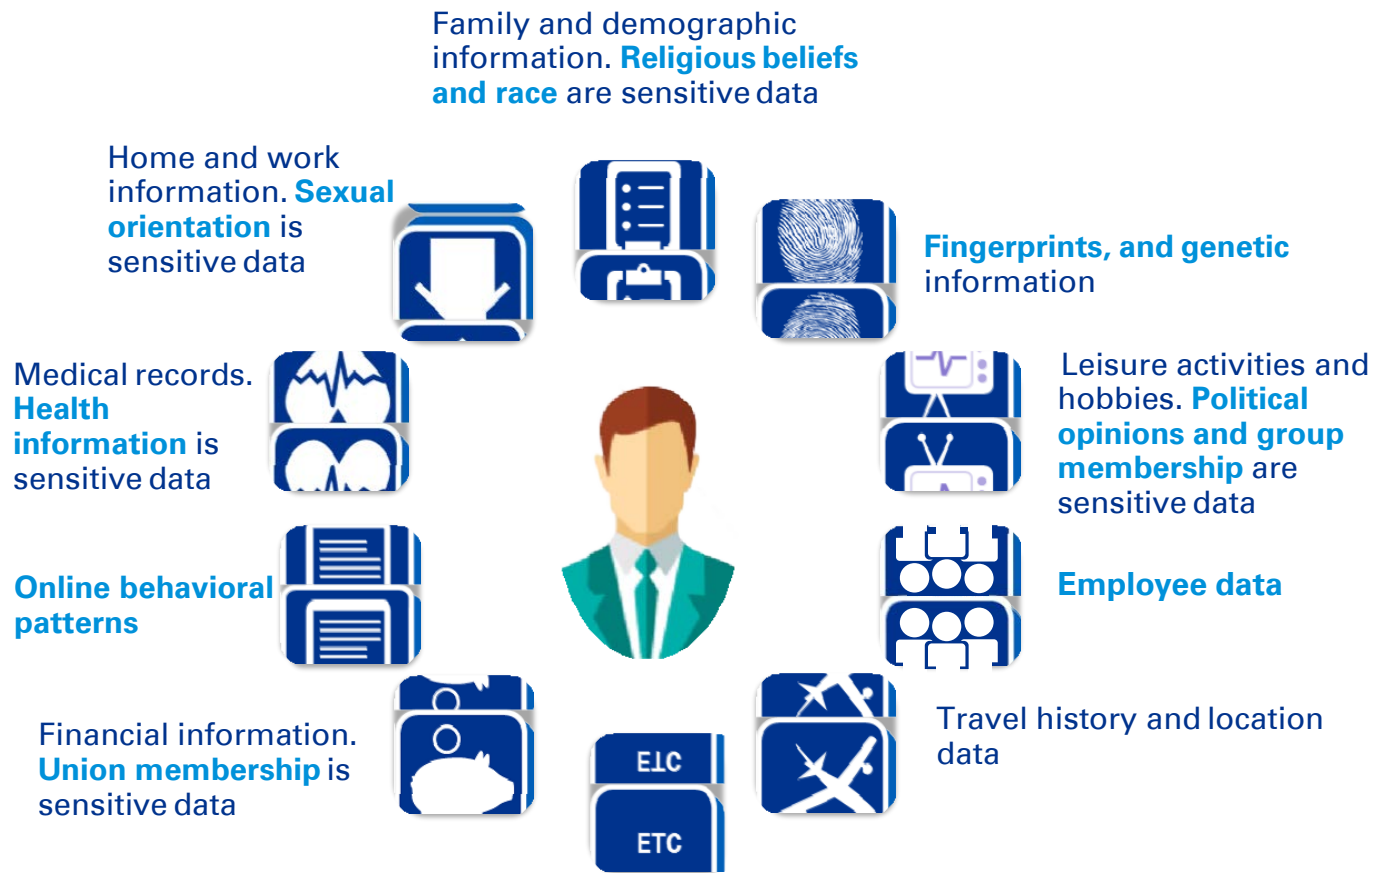 Family and demographic
information. Religious beliefs
and race are sensitive data
Home and work
information. Sexual
orientation is
sensitive data
Fingerprints, and genetic
information
Medical records.
Health
information is
sensitive data
Leisure activities and
hobbies. Political
opinions and group
membership are
sensitive data
Online behavioral
patterns
Employee data
Financial information.
Union membership is
sensitive data
Travel history and location
data
ETC
ETC